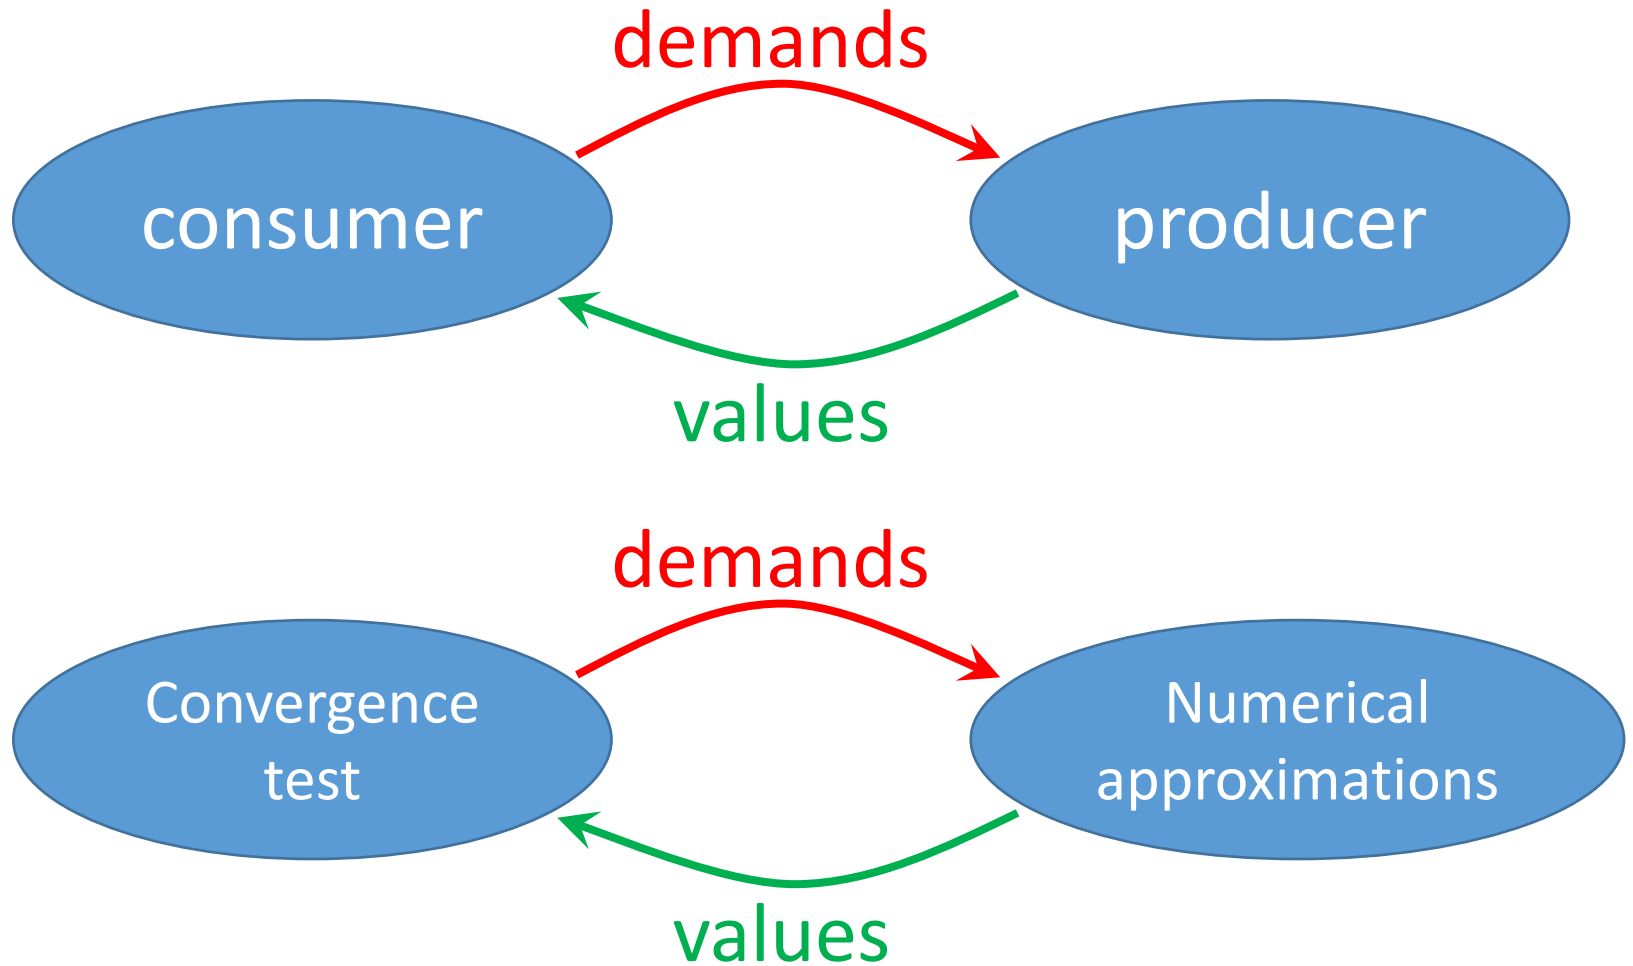 demands
consumer
producer
values
demands
Convergence
test
Numerical
approximations
values